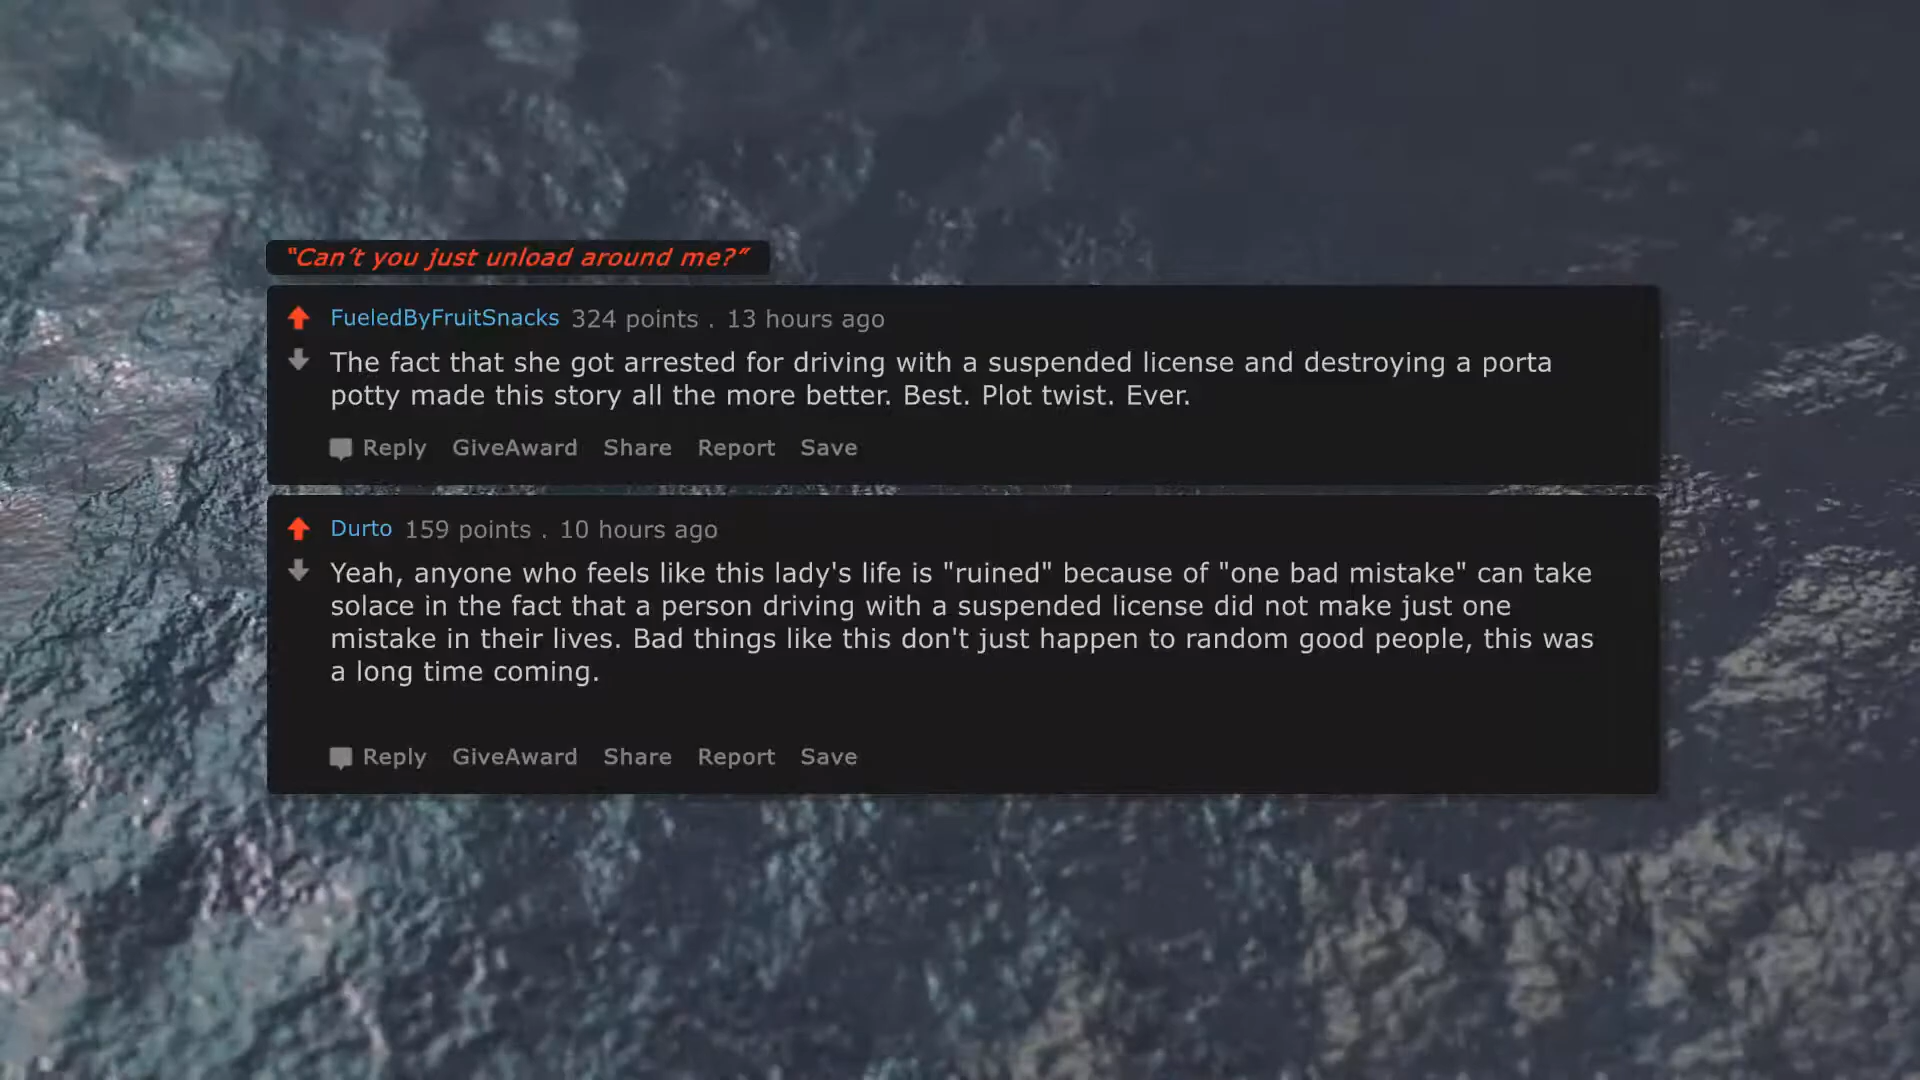 “Can’t you just unload around me?”
FueledByFruitSnacks 324 points . 13 hours ago
The fact that she got arrested for driving with a suspended license and destroying a porta
potty made this story all the more better. Best. Plot twist. Ever.
Reply GiveAward Share Report Save
Durto 159 points . 10 hours ago
Yeah, anyone who feels like this lady's life is "ruined" because of "one bad mistake" can take
solace in the fact that a person driving with a suspended license did not make just one
mistake in their lives. Bad things like this don't just happen to random good people, this was
a long time coming.
Reply GiveAward Share Report Save